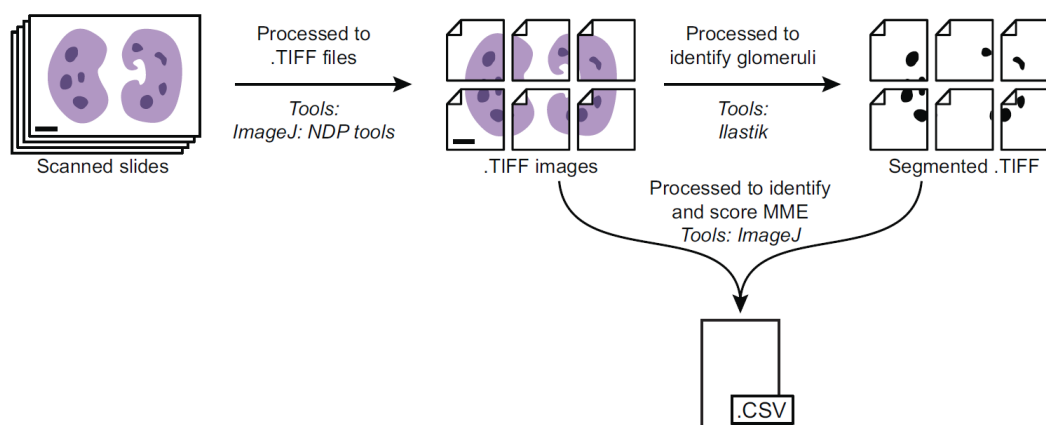 Processed to
.TIFF files
Tools:
ImageJ: NDP tools
Processed to
identify glomeruli
Tools:
Ilastik
Scanned slides
.TIFF images
Segmented .TIFF
Processed to identify
and score MME
Tools: ImageJ
.CSV